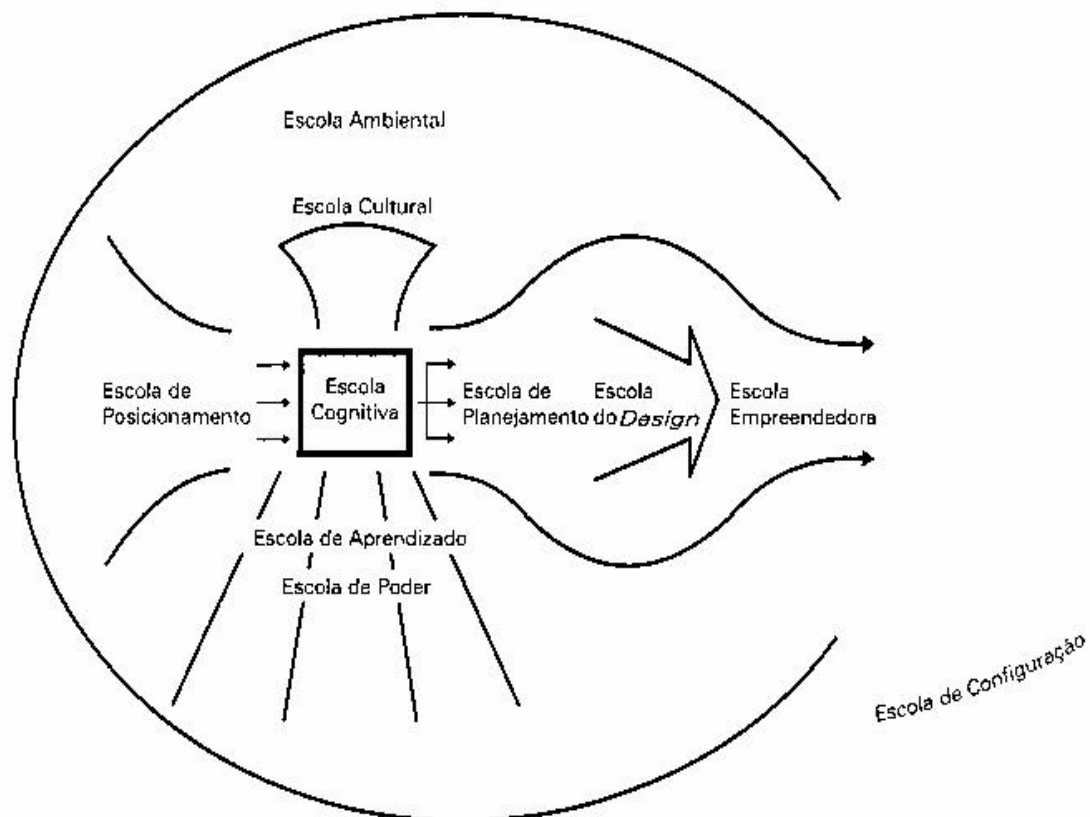 Escola Ambiental
Escola Cultural
Escola de
Posicionamento
Escola
Cognitiva
Escola de
Planejamento
Escola
do Design
Escola
Empreendedora
Escola de Aprendizado
Escola de Poder
Escola de Configuração